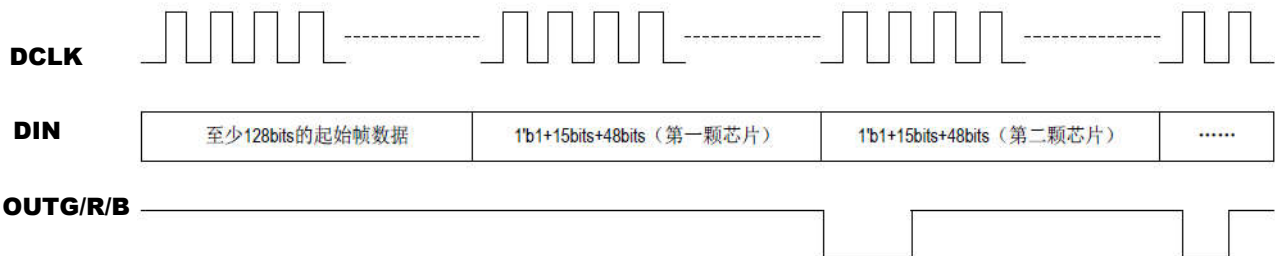 DCLK
DIN
至少128bits的起始帧数据
1'b1+15bits+48bits（第一颗芯片）
1'b1+15bits+48bits（第二颗芯片）
……
OUTG/R/B